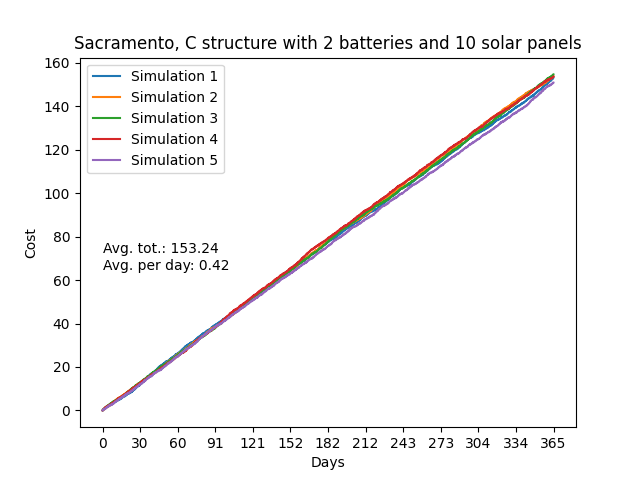 Sacramento, C structure with 2 batteries and 10 solar panels
Simulation 1
Simulation 2
Simulation 3
Simulation 4
Simulation 5
Avg. tot.: 153.24
Avg. per day: 0.42
Cost
160
140
120
100
80
60
40
20
0
0 30 60 91 121 152 182 212 243 273 304 334 365
Days